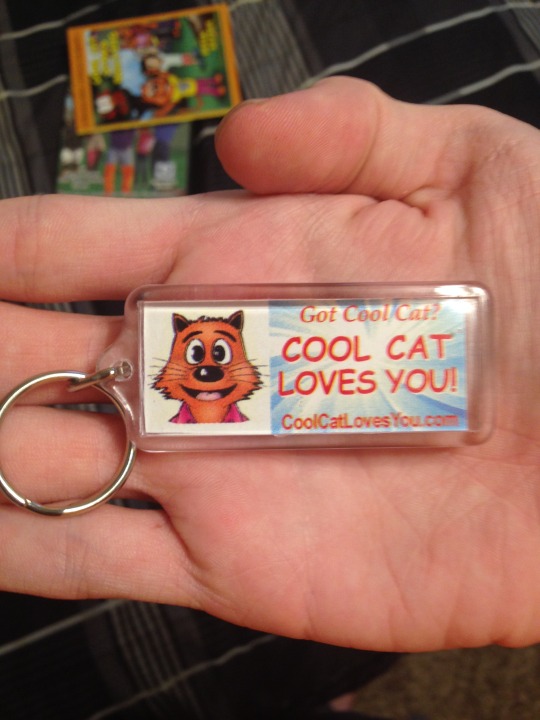 Got Cool Cat?
COOL CAT
LOVES YOU!
CoolCatLovesYou.com